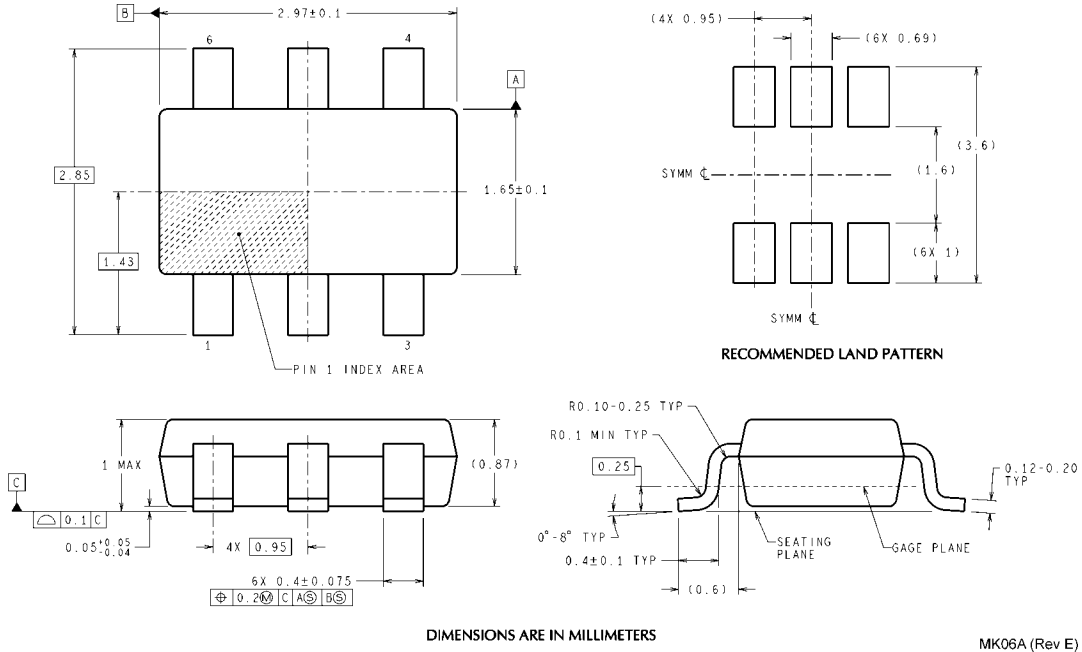 B
2.97±0.1
6
4
A
2.85
1.65±0.1
1.43
1
3
PIN 1 INDEX AREA
(4X 0.95)
(6X 0.69)
(3.6)
(1.6)
SYMM ℄
(6X 1)
SYMM ℄
RECOMMENDED LAND PATTERN
1 MAX
(0.87)
C
⌓ 0.1 C
0.05 +0.05 -0.04
4X 0.95
6X 0.4±0.075
⌖ 0.2Ⓜ C AⓈ BⓈ
R0.10-0.25 TYP
R0.1 MIN TYP
0.25
0.12-0.20
TYP
0°-8° TYP
SEATING
PLANE
GAGE PLANE
0.4±0.1 TYP
(0.6)
DIMENSIONS ARE IN MILLIMETERS
MK06A (Rev E)